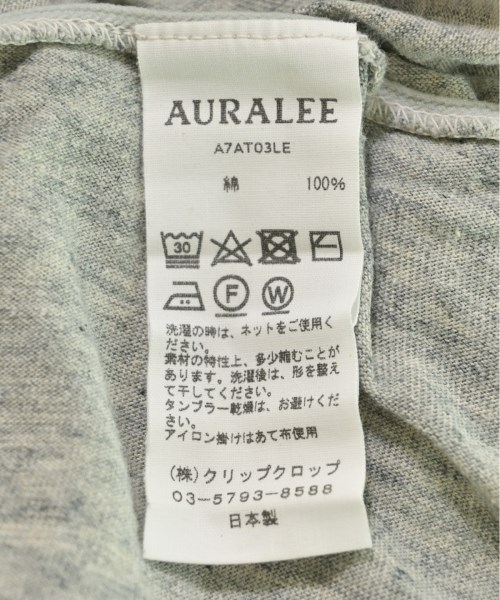 AURALEE
A7AT03LE
綿 100%
30
F W
洗濯の時は、ネットをご使用く
ださい。
素材の特性上、多少縮むことが
あります。洗濯後は、形を整え
て干してください。
タンブラー乾燥は、お避けくだ
さい。
アイロン掛けはあて布使用
(株)クリップクロップ
03-5793-8588
日本製